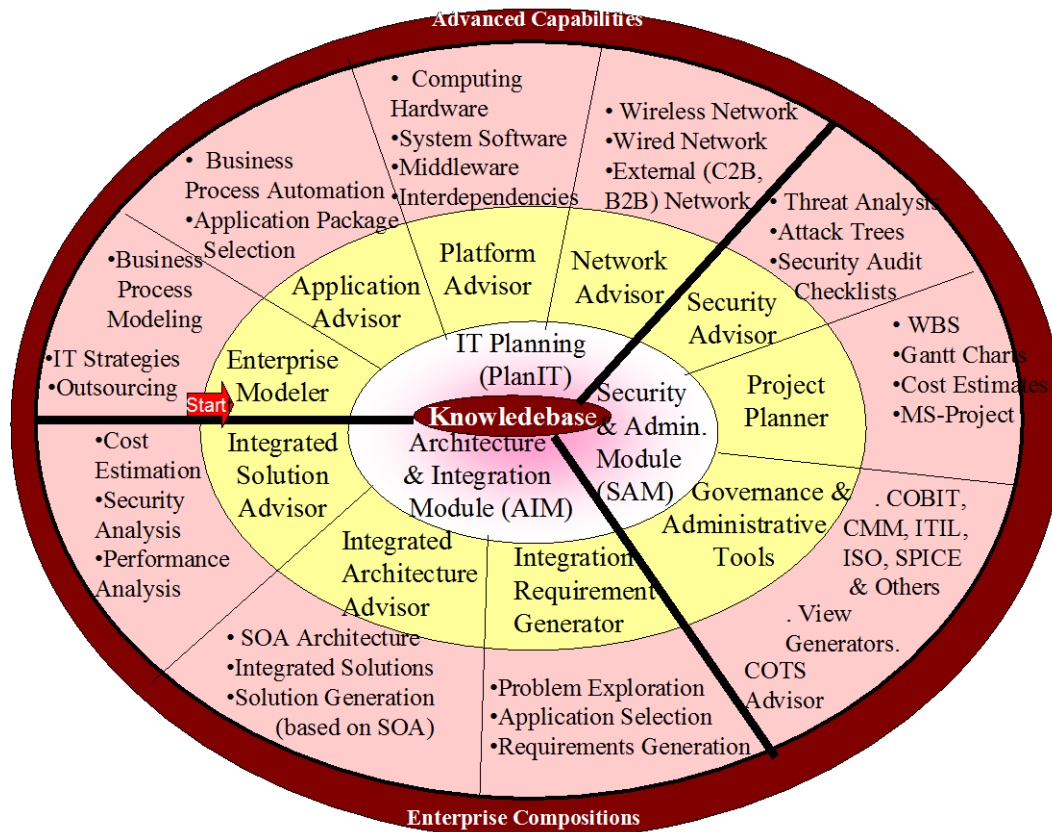 Advanced Capabilities
• Computing
Hardware
•System Software
•Middleware
•Interdependencies
• Wireless Network
•Wired Network
•External (C2B,
B2B) Network
• Business
Process Automation
•Application Package
Selection
• Threat Analysis
•Attack Trees
•Security Audit
Checklists
•Business
Process
Modeling
•IT Strategies
•Outsourcing
• WBS
•Gantt Charts
•Cost Estimates
•MS-Project
Platform
Advisor
Network
Advisor
Application
Advisor
Security
Advisor
Enterprise
Modeler
Project
Planner
Start
IT Planning
(PlanIT)
Knowledebase
Security
& Admin.
Module
(SAM)
Architecture
& Integration
Module (AIM)
Integrated
Solution
Advisor
Governance &
Administrative
Tools
Integrated
Architecture
Advisor
Integration
Requirement
Generator
• Cost
Estimation
•Security
Analysis
•Performance
Analysis
. COBIT,
CMM, ITIL,
ISO, SPICE
& Others
. View
Generators.
COTS
Advisor
• SOA Architecture
•Integrated Solutions
•Solution Generation
(based on SOA)
•Problem Exploration
•Application Selection
•Requirements Generation
Enterprise Compositions